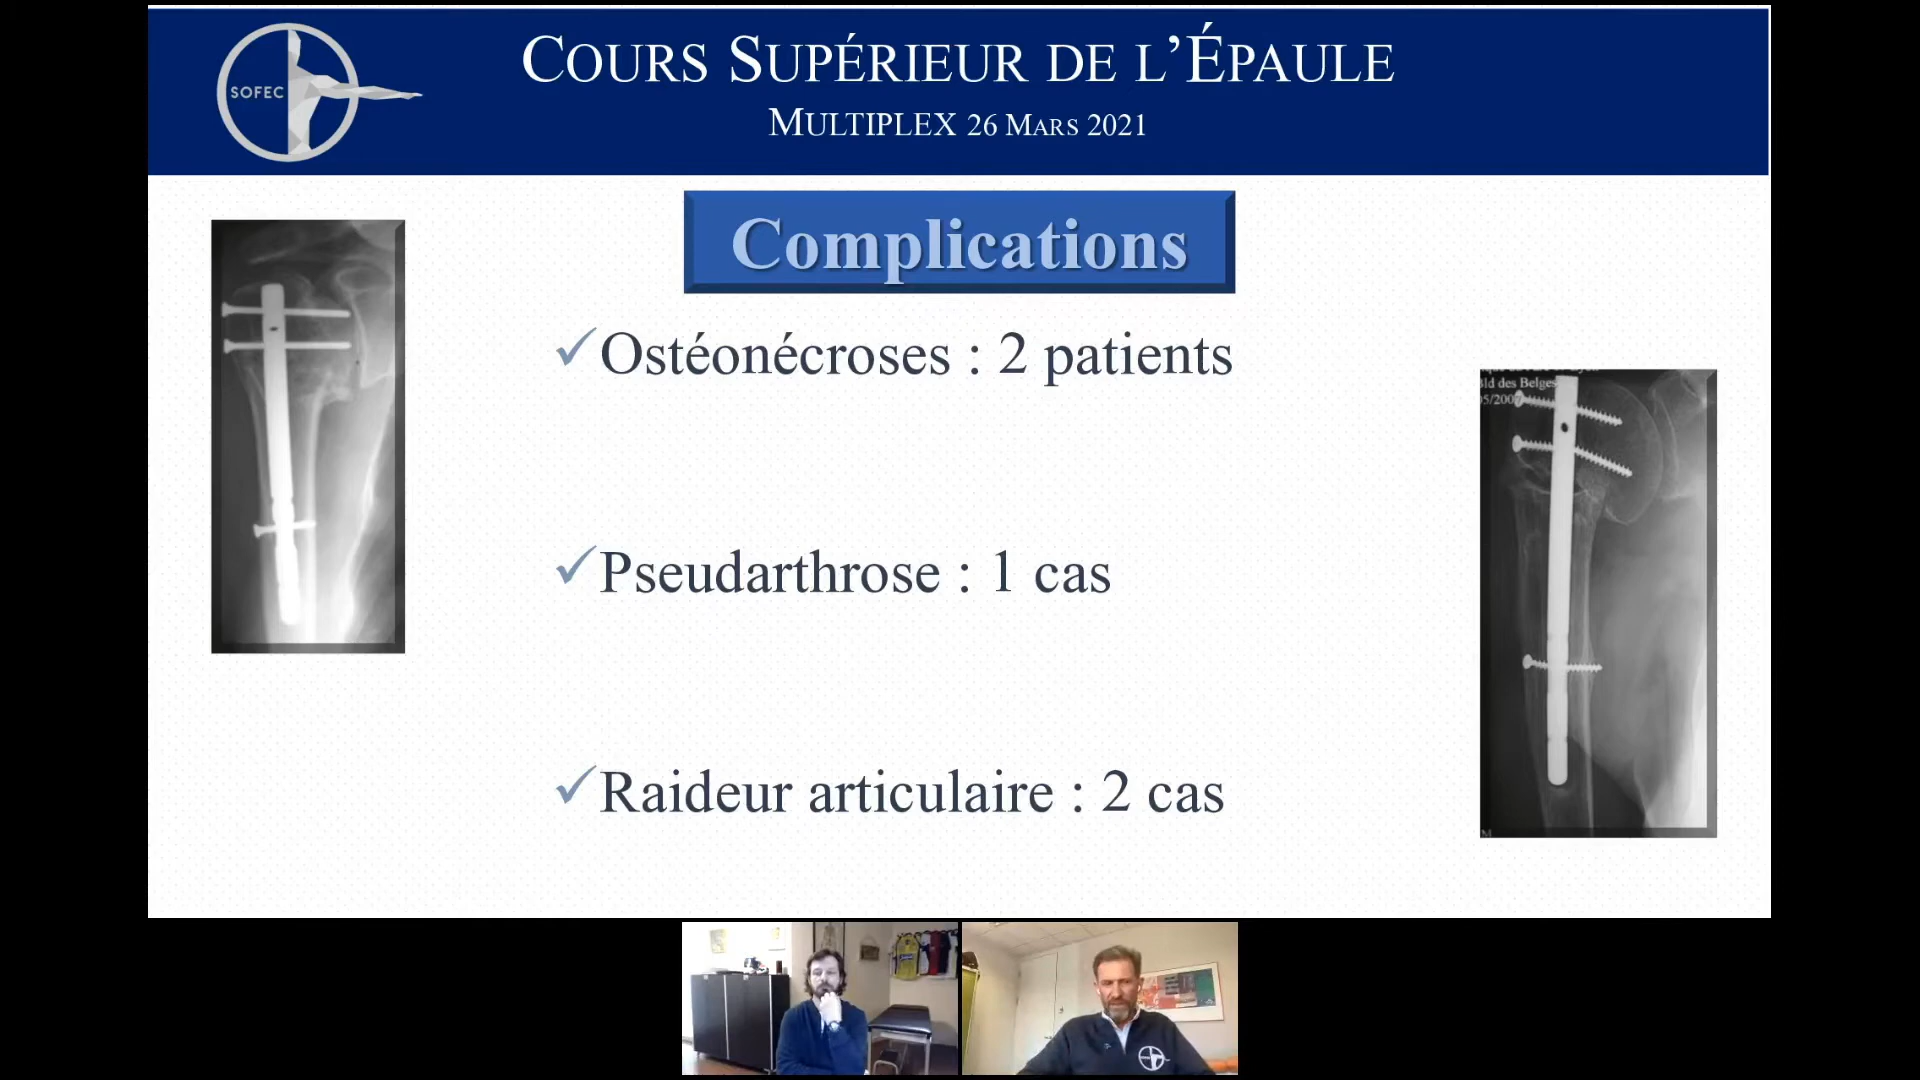 SOFEC
COURS SUPÉRIEUR DE L’ÉPAULE
MULTIPLEX 26 MARS 2021
Complications
✓Ostéonécroses : 2 patients
✓Pseudarthrose : 1 cas
✓Raideur articulaire : 2 cas
Bld des Belges